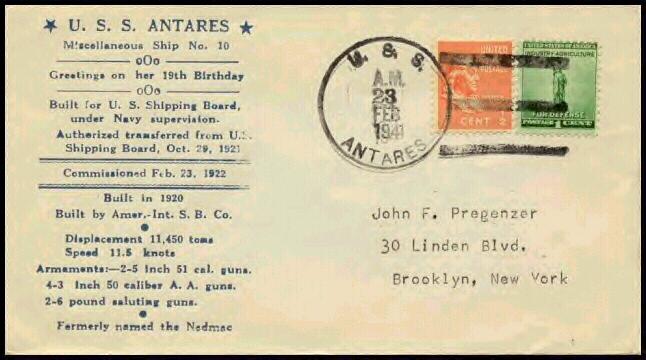 ★ U. S. S. ANTARES ★
Miscellaneous Ship No. 10
oOo
Greetings on her 19th Birthday
oOo
Built for U. S. Shipping Board,
under Navy supervision.
Authorized transferred from U.S.
Shipping Board, Oct. 29, 1921
Commissioned Feb. 23, 1922
Built in 1920
Built by Amer.-Int. S. B. Co.
Displacement 11,450 tons
Speed 11.5 knots
Armaments:—2-5 Inch 51 cal. guns.
4-3 Inch 50 caliber A. A. guns.
2-6 pound saluting guns.
Formerly named the Nedmac
U. S. S.
A.M.
23
FEB
1941
ANTARES
UNITED
POSTAGE
CENT
UNITED STATES OF AMERICA
INDUSTRY·AGRICULTURE
FOR DEFENSE
POSTAGE 1 CENT
John F. Pregenzer
30 Linden Blvd.
Brooklyn, New York